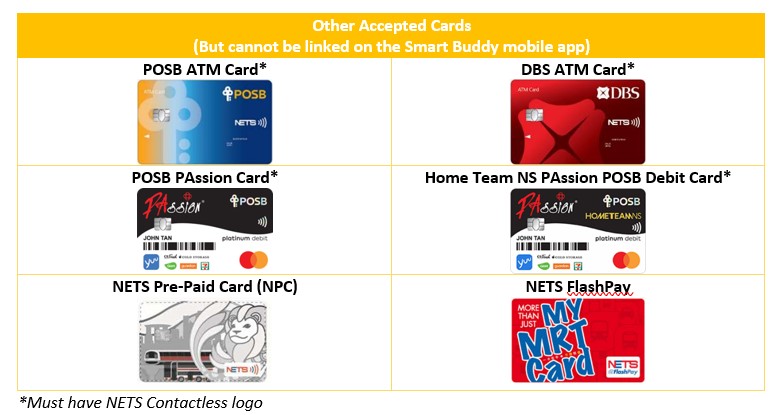 Other Accepted Cards
(But cannot be linked on the Smart Buddy mobile app)
POSB ATM Card*
DBS ATM Card*
ATM Card
POSB
NETS
ATM Card
DBS
NETS
POSB PAssion Card*
Home Team NS PAssion POSB Debit Card*
PAssion
POSB
JOHN TAN
platinum debit
yuu
PAssion
POSB
HOMETEAMNS
JOHN TAN
platinum debit
yuu
NETS Pre-Paid Card (NPC)
NETS FlashPay
NETS
MORE
THAN
JUST
MY
MRT
Card
NETS
FlashPay
*Must have NETS Contactless logo